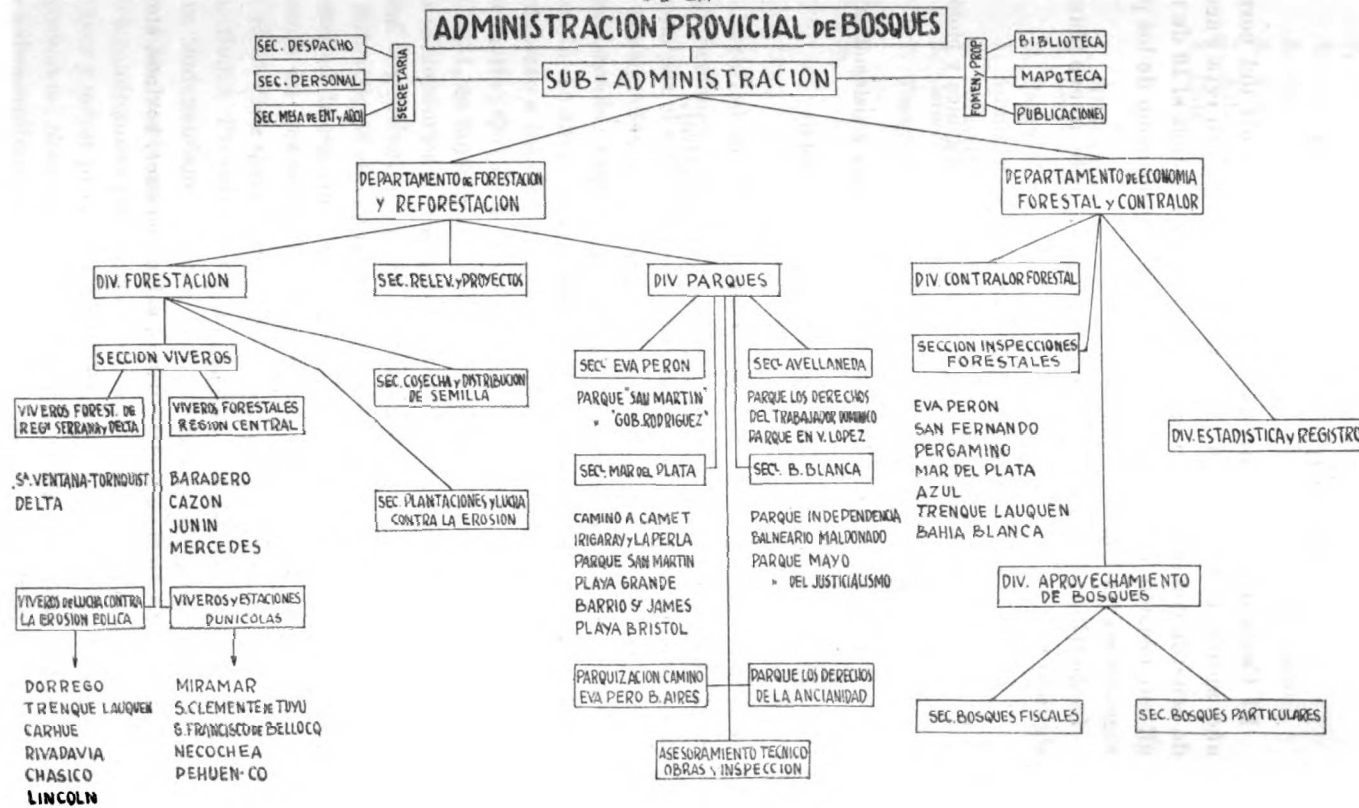 ADMINISTRACION PROVICIAL DE BOSQUES
SEC. DESPACHO
SEC. PERSONAL
SEC. MESA DE ENT. y ARCH
SECRETARIA
SUB-ADMINISTRACION
FOMEN y PROP
BIBLIOTECA
MAPOTECA
PUBLICACIONES
DEPARTAMENTO DE FORESTACION
Y REFORESTACION
DEPARTAMENTO DE ECONOMIA
FORESTAL y CONTRALOR
DIV. FORESTACION
SEC. RELEV. y PROYECTOS
DIV PARQUES
DIV. CONTRALOR FORESTAL
SECCION VIVEROS
VIVEROS FOREST. DE
REGN SERRANA y DELTA
VIVEROS FORESTALES
REGION CENTRAL
SA. VENTANA-TORNQUIST
DELTA
BARADERO
CAZON
JUNIN
MERCEDES
VIVEROS DE LUCHA CONTRA
LA EROSION EOLICA
VIVEROS y ESTACIONES
DUNICOLAS
DORREGO
TRENQUE LAUQUEN
CARHUE
RIVADAVIA
CHASICO
LINCOLN
MIRAMAR
S. CLEMENTE DE TUYU
S. FRANCISCO DE BELLOCQ
NECOCHEA
PEHUEN-CO
SEC. COSECHA y DISTRIBUCION
DE SEMILLA
SEC. PLANTACIONES y LUCHA
CONTRA LA EROSION
SECC EVA PERON
PARQUE "SAN MARTIN"
" "GOB. RODRIGUEZ"
SECC AVELLANEDA
PARQUE LOS DERECHOS
DEL TRABAJADOR DOMINICO
PARQUE EN V. LOPEZ
SECC MAR DEL PLATA
CAMINO A CAMET
IRIGARAY y LA PERLA
PARQUE SAN MARTIN
PLAYA GRANDE
BARRIO ST JAMES
PLAYA BRISTOL
SECC B. BLANCA
PARQUE INDEPENDENCIA
BALNEARIO MALDONADO
PARQUE MAYO
" DEL JUSTICIALISMO
PARQUIZACION CAMINO
EVA PERO B. AIRES
PARQUE LOS DERECHOS
DE LA ANCIANIDAD
ASESORAMIENTO TECNICO
OBRAS y INSPECCION
SECCION INSPECCIONES
FORESTALES
EVA PERON
SAN FERNANDO
PERGAMINO
MAR DEL PLATA
AZUL
TRENQUE LAUQUEN
BAHIA BLANCA
DIV. ESTADISTICA y REGISTRO
DIV. APROVECHAMIENTO
DE BOSQUES
SEC. BOSQUES FISCALES
SEC. BOSQUES PARTICULARES